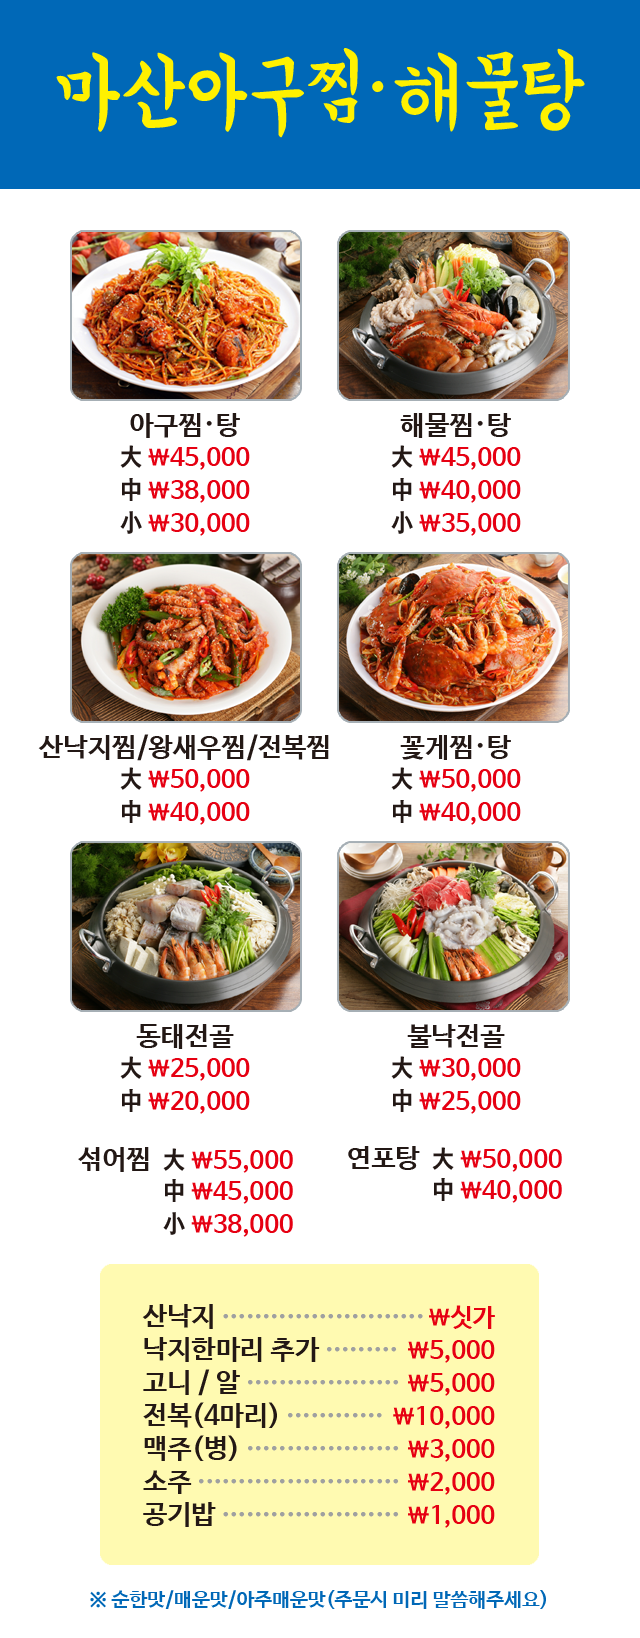 마산아구찜·해물탕
아구찜·탕
大 ₩45,000
中 ₩38,000
小 ₩30,000
해물찜·탕
大 ₩45,000
中 ₩40,000
小 ₩35,000
산낙지찜/왕새우찜/전복찜
大 ₩50,000
中 ₩40,000
꽃게찜·탕
大 ₩50,000
中 ₩40,000
동태전골
大 ₩25,000
中 ₩20,000
불낙전골
大 ₩30,000
中 ₩25,000
섞어찜 大 ₩55,000
中 ₩45,000
小 ₩38,000
연포탕 大 ₩50,000
中 ₩40,000
산낙지 ························· ₩싯가
낙지한마리 추가 ········· ₩5,000
고니 / 알 ··················· ₩5,000
전복(4마리) ············ ₩10,000
맥주(병) ··················· ₩3,000
소주 ························· ₩2,000
공기밥 ······················ ₩1,000
※ 순한맛/매운맛/아주매운맛(주문시 미리 말씀해주세요)